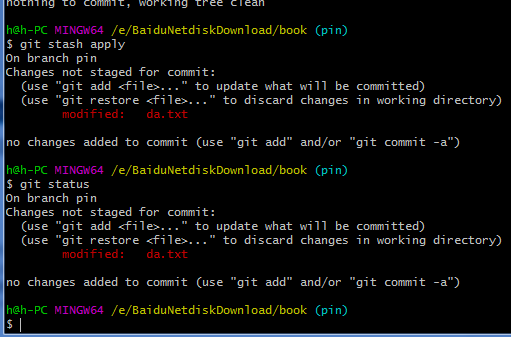 nothing to commit, working tree clean
h@h-PC MINGW64 /e/BaiduNetdiskDownload/book (pin)
$ git stash apply
On branch pin
Changes not staged for commit:
  (use "git add <file>..." to update what will be committed)
  (use "git restore <file>..." to discard changes in working directory)
        modified:   da.txt
no changes added to commit (use "git add" and/or "git commit -a")
h@h-PC MINGW64 /e/BaiduNetdiskDownload/book (pin)
$ git status
On branch pin
Changes not staged for commit:
  (use "git add <file>..." to update what will be committed)
  (use "git restore <file>..." to discard changes in working directory)
        modified:   da.txt
no changes added to commit (use "git add" and/or "git commit -a")
h@h-PC MINGW64 /e/BaiduNetdiskDownload/book (pin)
$